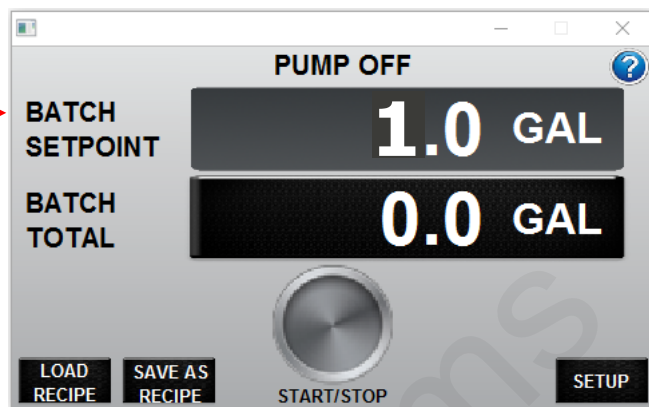 PUMP OFF
?
BATCH
SETPOINT
1.0 GAL
BATCH
TOTAL
0.0 GAL
LOAD
RECIPE
SAVE AS
RECIPE
START/STOP
SETUP